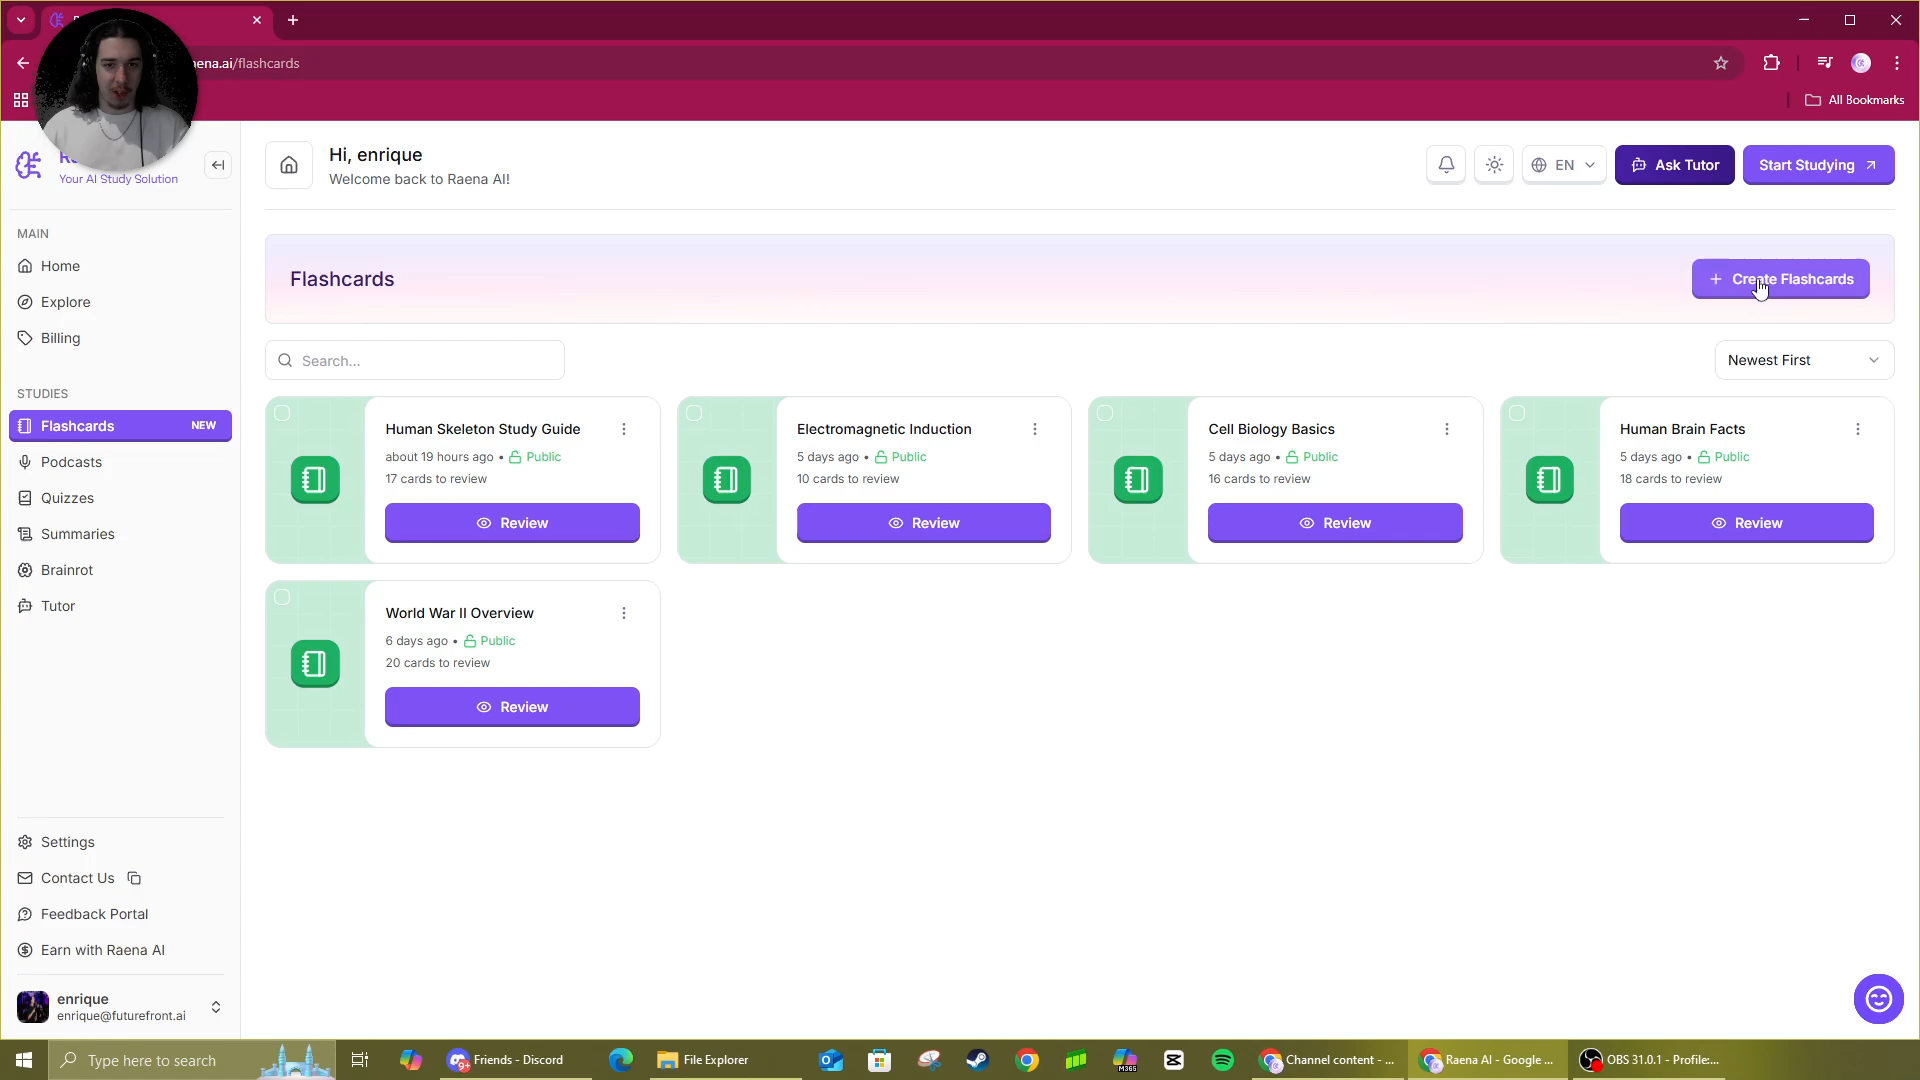 ena.ai/flashcards
All Bookmarks
Your AI Study Solution
Hi, enrique
Welcome back to Raena AI!
EN
Ask Tutor
Start Studying
MAIN
Home
Explore
Billing
STUDIES
Flashcards NEW
Podcasts
Quizzes
Summaries
Brainrot
Tutor
Flashcards
+ Create Flashcards
Search...
Newest First
Human Skeleton Study Guide
about 19 hours ago • Public
17 cards to review
Review
Electromagnetic Induction
5 days ago • Public
10 cards to review
Review
Cell Biology Basics
5 days ago • Public
16 cards to review
Review
Human Brain Facts
5 days ago • Public
18 cards to review
Review
World War II Overview
6 days ago • Public
20 cards to review
Review
Settings
Contact Us
Feedback Portal
Earn with Raena AI
enrique
enrique@futurefront.ai
Type here to search
9+
Friends - Discord
File Explorer
M365
Channel content - ...
Raena AI - Google ...
OBS 31.0.1 - Profile:...